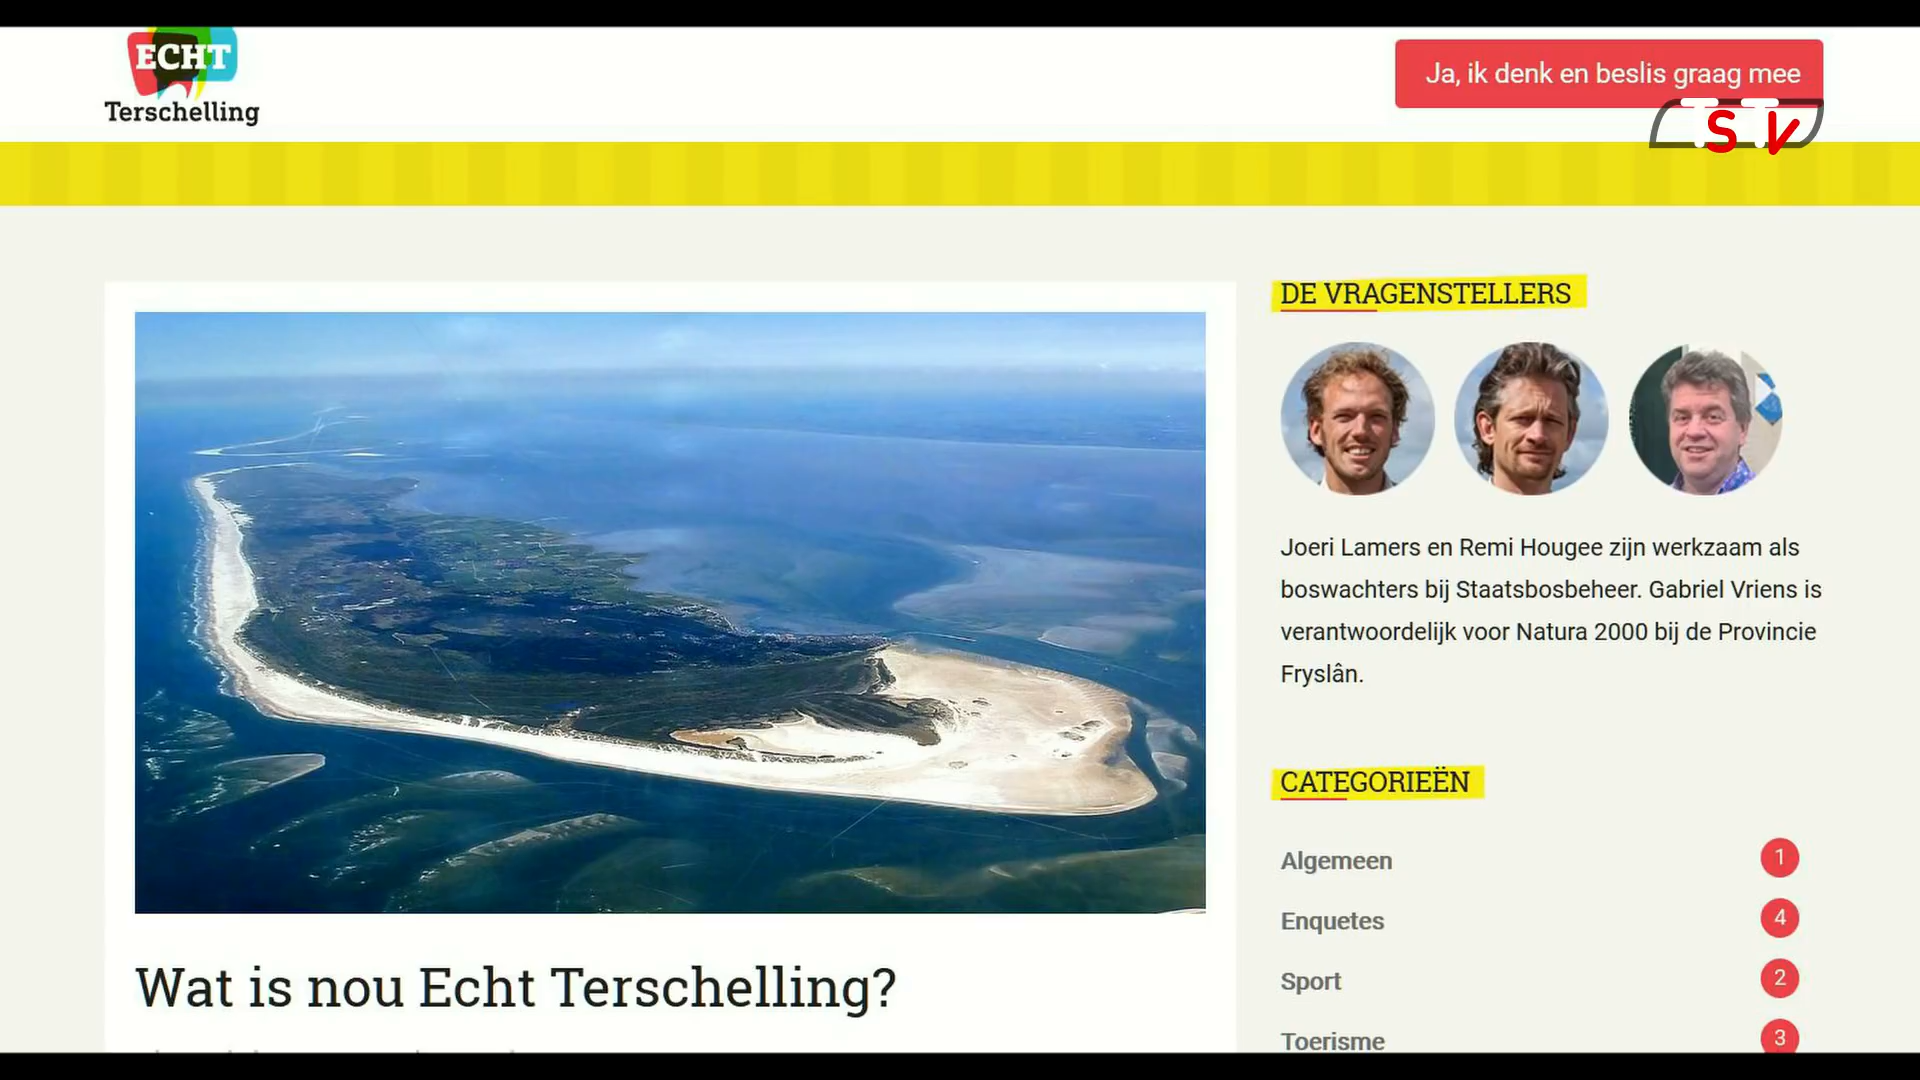 ECHT
Terschelling
Ja, ik denk en beslis graag mee
TSTV
DE VRAGENSTELLERS
Joeri Lamers en Remi Hougee zijn werkzaam als
boswachters bij Staatsbosbeheer. Gabriel Vriens is
verantwoordelijk voor Natura 2000 bij de Provincie
Fryslân.
CATEGORIEËN
Algemeen 1
Enquetes 4
Sport 2
Toerisme 3
Wat is nou Echt Terschelling?